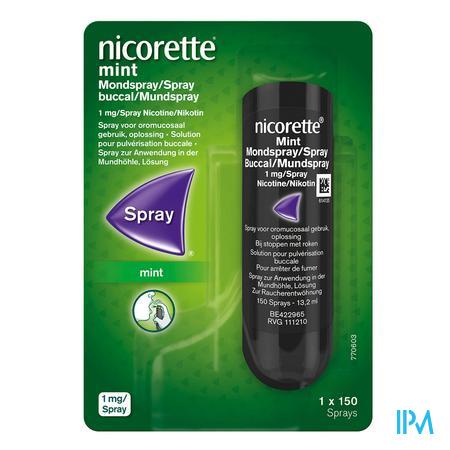 nicorette®
mint
Mondspray/Spray
buccal/Mundspray
1 mg/Spray Nicotine/Nikotin
Spray voor oromucosaal
gebruik, oplossing - Solution
pour pulvérisation buccale -
Spray zur Anwendung in der
Mundhöhle, Lösung
Spray
®
mint
1 mg/
Spray
nicorette®
Mint
Mondspray/Spray
Buccal/Mundspray
1 mg/Spray
Nicotine/Nikotin
Spray voor oromucosaal gebruik,
oplossing
Bij stoppen met roken
Solution pour pulvérisation
buccale
Pour arrêter de fumer
Spray zur Anwendung in der
Mundhöhle, Lösung
Zur Raucherentwöhnung
150 Sprays - 13,2 ml
BE422965
RVG 111210
770603
1 x 150
Sprays
IPM